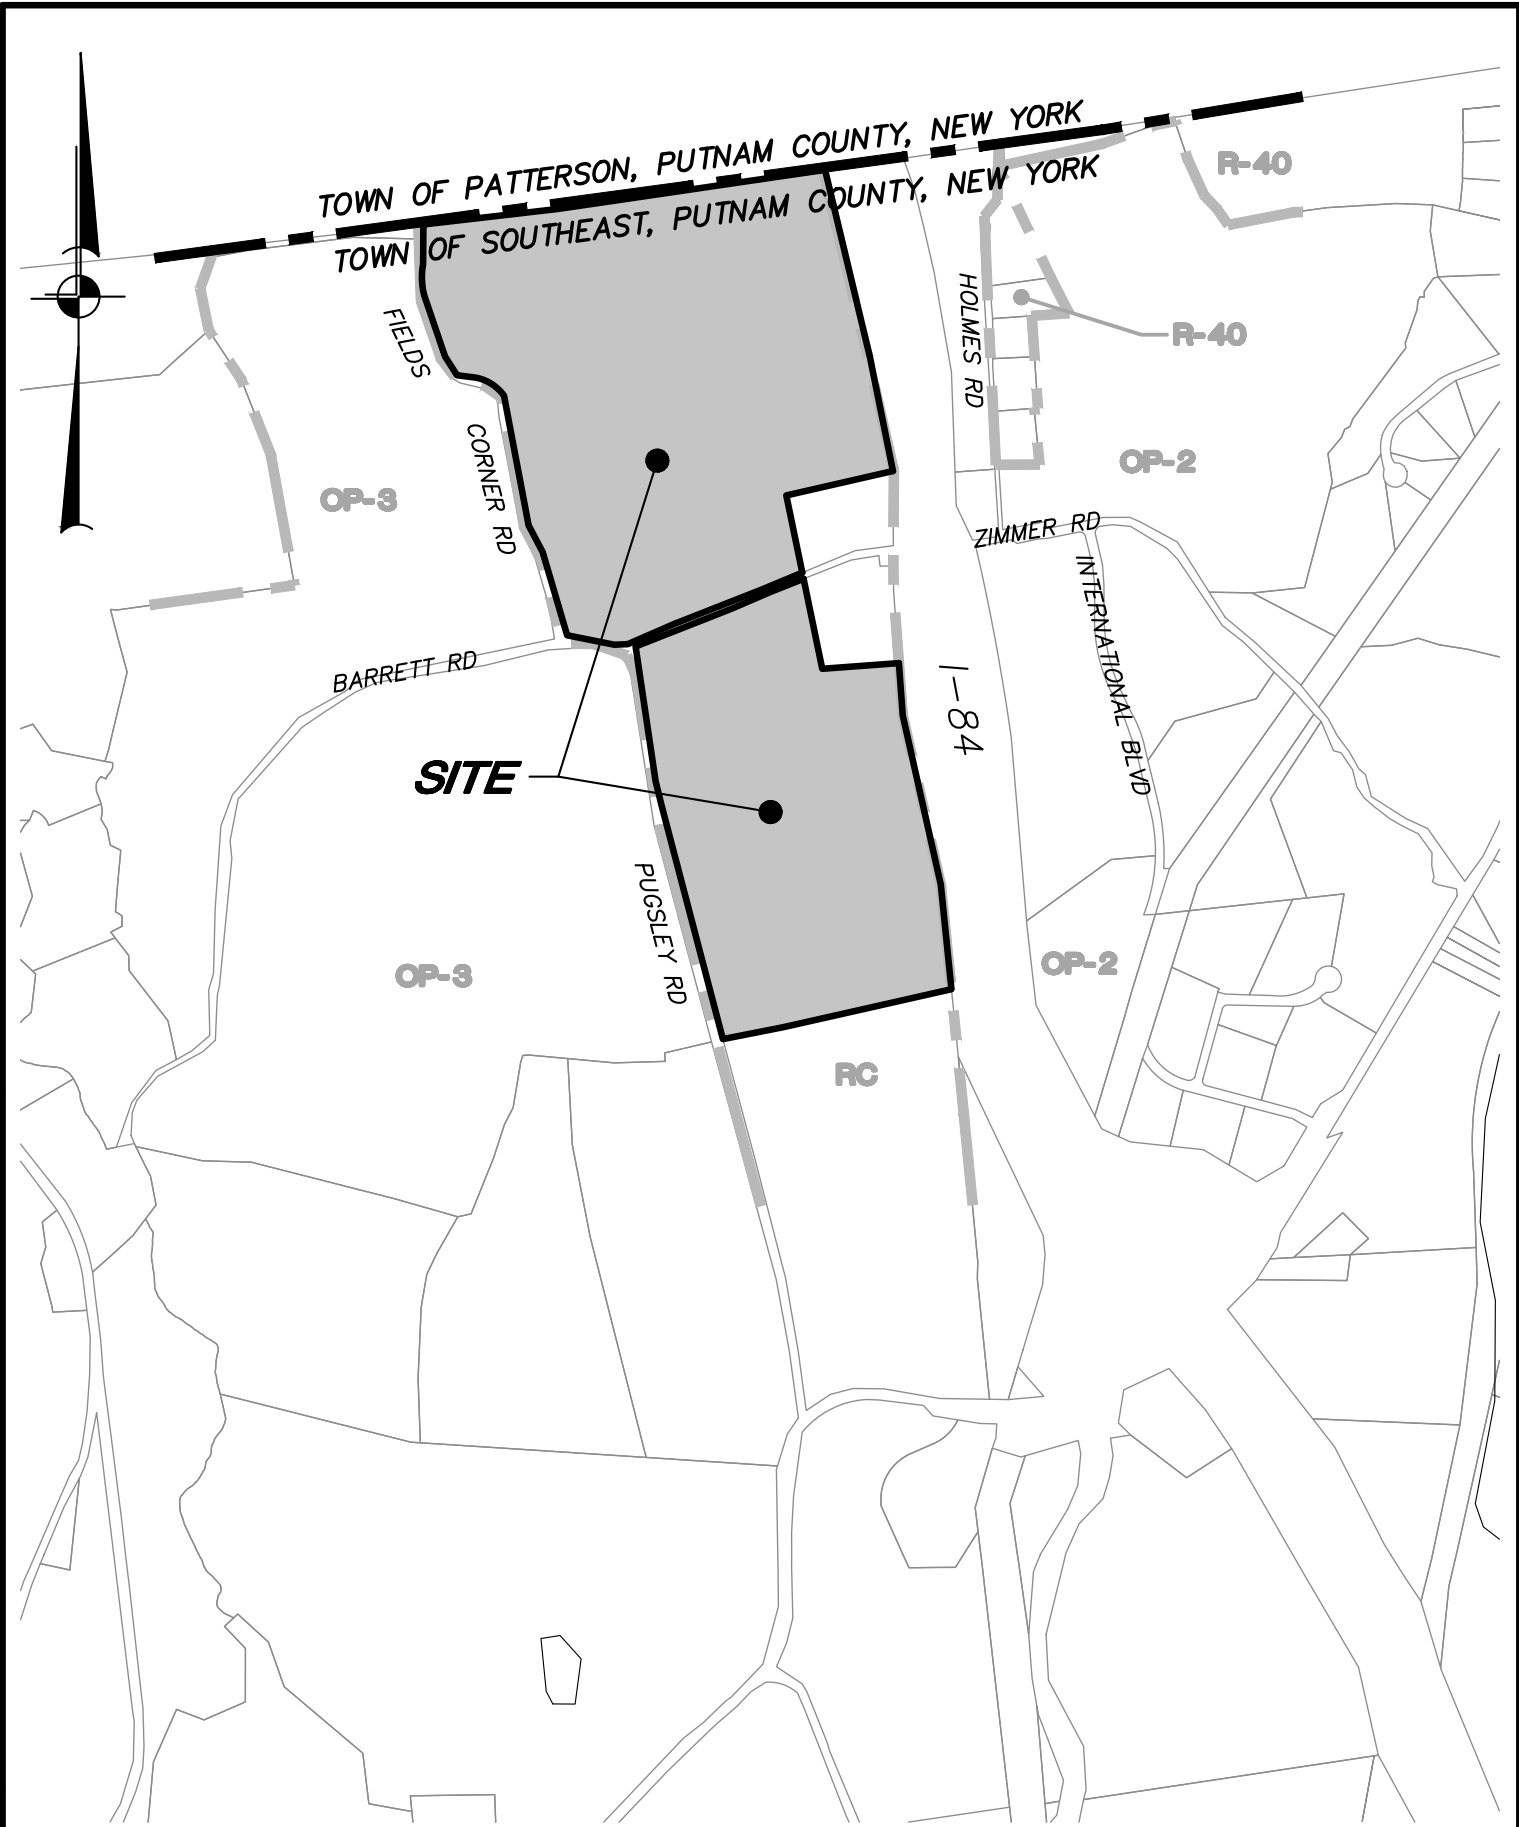 TOWN OF PATTERSON, PUTNAM COUNTY, NEW YORK
TOWN OF SOUTHEAST, PUTNAM COUNTY, NEW YORK
R-40
FIELDS
CORNER RD
HOLMES RD
R-40
OP-3
OP-2
ZIMMER RD
INTERNATIONAL BLVD
BARRETT RD
I-84
SITE
PUGSLEY RD
OP-3
OP-2
RC